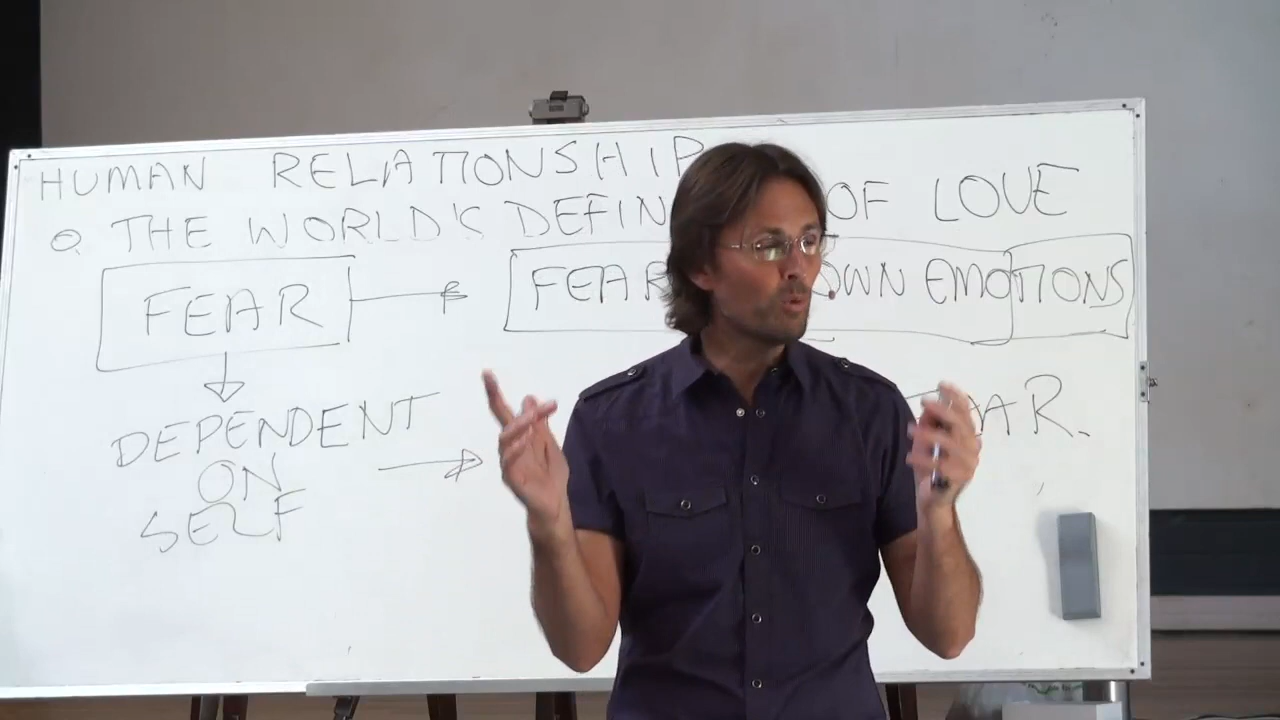 HUMAN RELATIONSHIP
THE WORLD'S DEFIN OF LOVE
FEAR → FEAR OWN EMOTIONS
DEPENDENT → AR.
ON
SELF